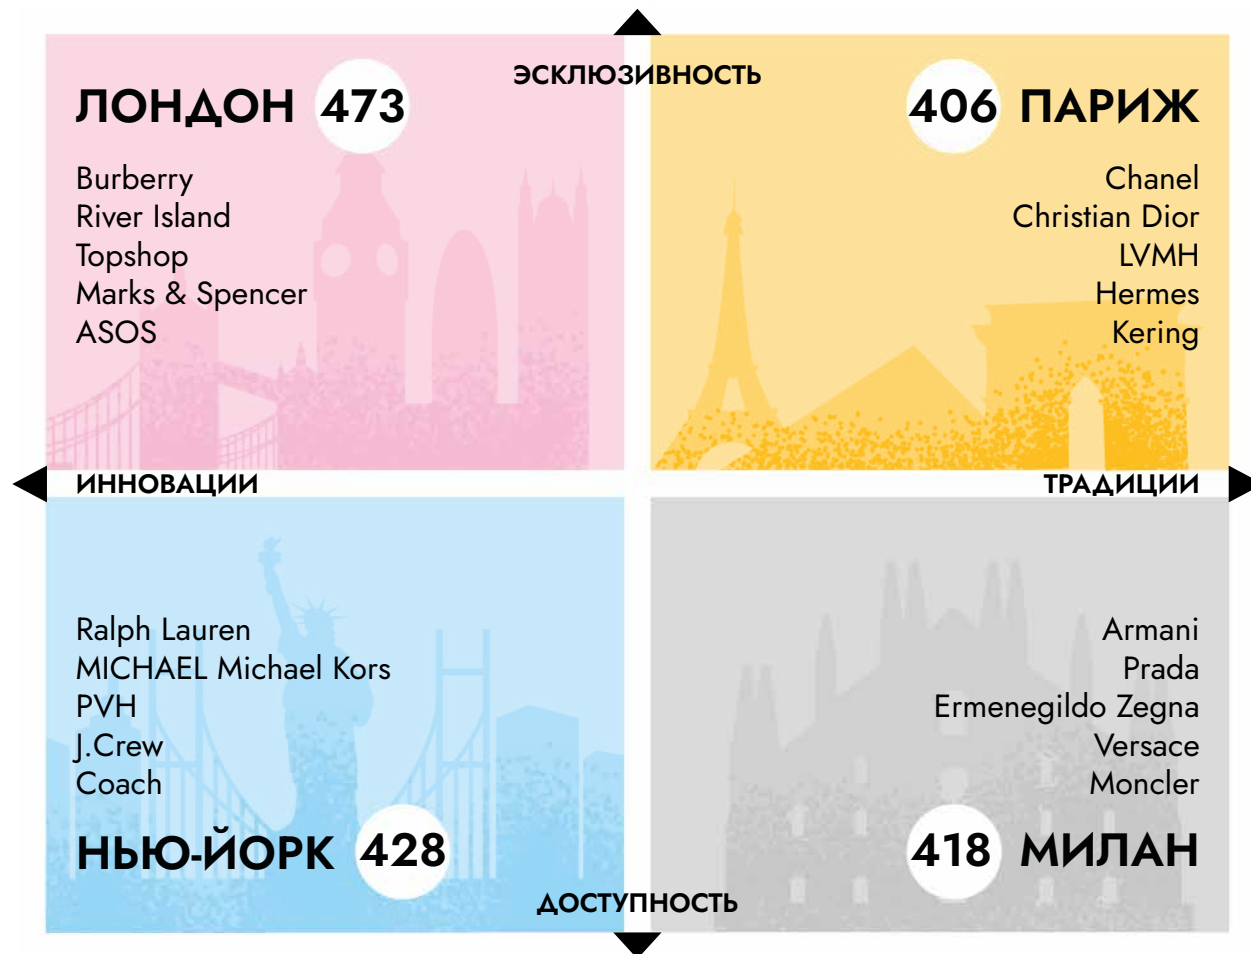 ЭСКЛЮЗИВНОСТЬ
ЛОНДОН 473
Burberry
River Island
Topshop
Marks & Spencer
ASOS
406 ПАРИЖ
Chanel
Christian Dior
LVMH
Hermes
Kering
ИННОВАЦИИ
ТРАДИЦИИ
Ralph Lauren
MICHAEL Michael Kors
PVH
J.Crew
Coach
НЬЮ-ЙОРК 428
Armani
Prada
Ermenegildo Zegna
Versace
Moncler
418 МИЛАН
ДОСТУПНОСТЬ